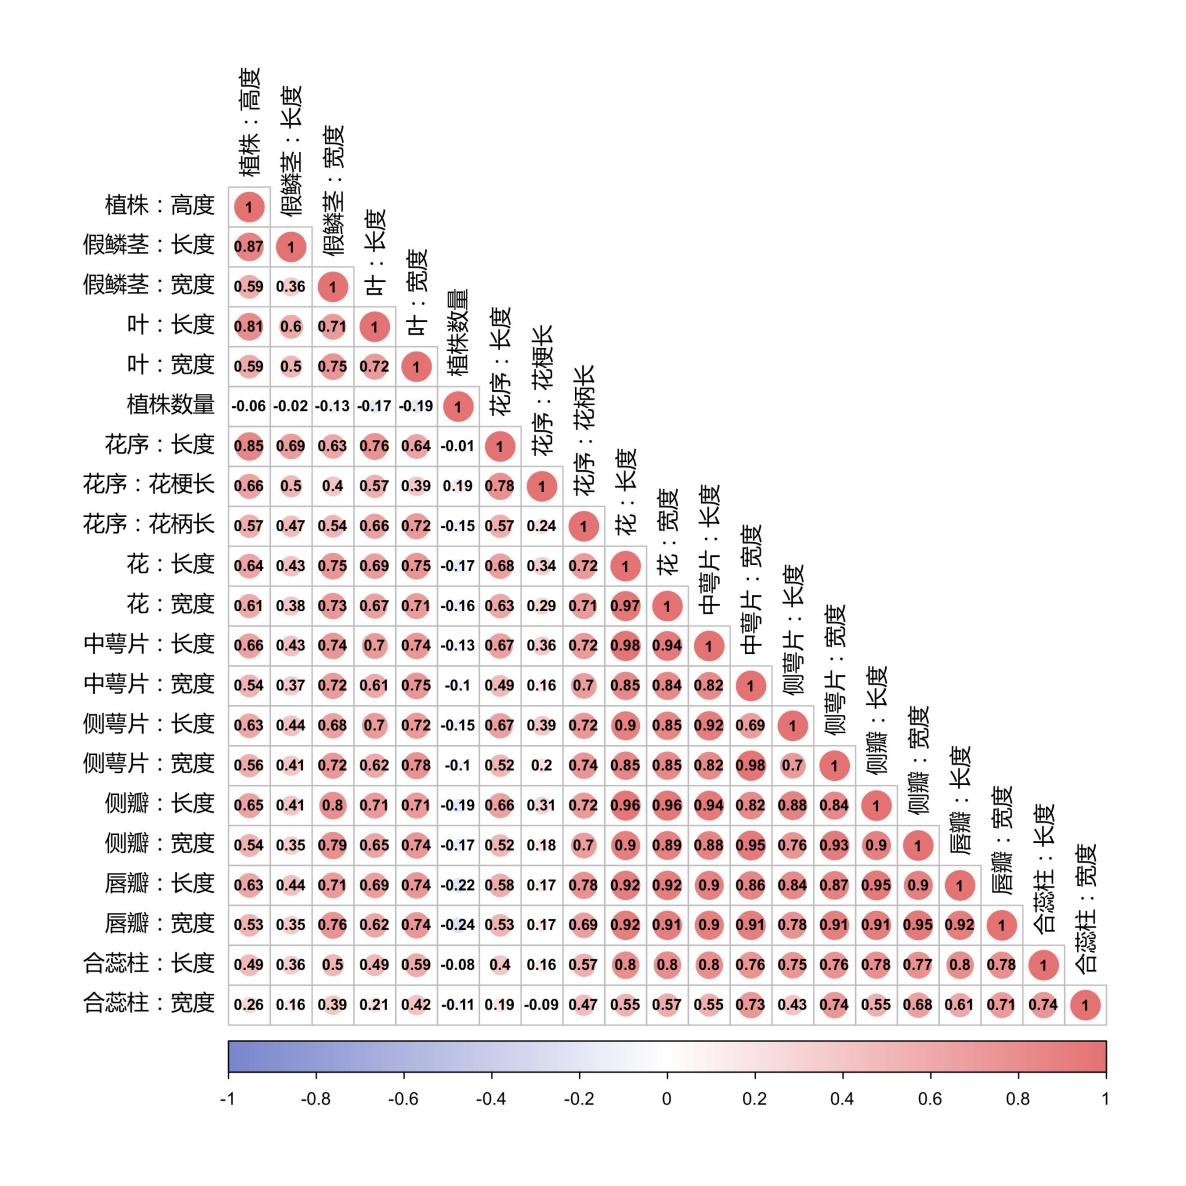 植株：高度
假鳞茎：长度
假鳞茎：宽度
叶：长度
叶：宽度
植株数量
花序：长度
花序：花梗长
花序：花柄长
花：长度
花：宽度
中萼片：长度
中萼片：宽度
侧萼片：长度
侧萼片：宽度
侧瓣：长度
侧瓣：宽度
唇瓣：长度
唇瓣：宽度
合蕊柱：长度
合蕊柱：宽度
植株：高度 1
假鳞茎：长度 0.87 1
假鳞茎：宽度 0.59 0.36 1
叶：长度 0.81 0.6 0.71 1
叶：宽度 0.59 0.5 0.75 0.72 1
植株数量 -0.06 -0.02 -0.13 -0.17 -0.19 1
花序：长度 0.85 0.69 0.63 0.76 0.64 -0.01 1
花序：花梗长 0.66 0.5 0.4 0.57 0.39 0.19 0.78 1
花序：花柄长 0.57 0.47 0.54 0.66 0.72 -0.15 0.57 0.24 1
花：长度 0.64 0.43 0.75 0.69 0.75 -0.17 0.68 0.34 0.72 1
花：宽度 0.61 0.38 0.73 0.67 0.71 -0.16 0.63 0.29 0.71 0.97 1
中萼片：长度 0.66 0.43 0.74 0.7 0.74 -0.13 0.67 0.36 0.72 0.98 0.94 1
中萼片：宽度 0.54 0.37 0.72 0.61 0.75 -0.1 0.49 0.16 0.7 0.85 0.84 0.82 1
侧萼片：长度 0.63 0.44 0.68 0.7 0.72 -0.15 0.67 0.39 0.72 0.9 0.85 0.92 0.69 1
侧萼片：宽度 0.56 0.41 0.72 0.62 0.78 -0.1 0.52 0.2 0.74 0.85 0.85 0.82 0.98 0.7 1
侧瓣：长度 0.65 0.41 0.8 0.71 0.71 -0.19 0.66 0.31 0.72 0.96 0.96 0.94 0.82 0.88 0.84 1
侧瓣：宽度 0.54 0.35 0.79 0.65 0.74 -0.17 0.52 0.18 0.7 0.9 0.89 0.88 0.95 0.76 0.93 0.9 1
唇瓣：长度 0.63 0.44 0.71 0.69 0.74 -0.22 0.58 0.17 0.78 0.92 0.92 0.9 0.86 0.84 0.87 0.95 0.9 1
唇瓣：宽度 0.53 0.35 0.76 0.62 0.74 -0.24 0.53 0.17 0.69 0.92 0.91 0.9 0.91 0.78 0.91 0.91 0.95 0.92 1
合蕊柱：长度 0.49 0.36 0.5 0.49 0.59 -0.08 0.4 0.16 0.57 0.8 0.8 0.8 0.76 0.75 0.76 0.78 0.77 0.8 0.78 1
合蕊柱：宽度 0.26 0.16 0.39 0.21 0.42 -0.11 0.19 -0.09 0.47 0.55 0.57 0.55 0.73 0.43 0.74 0.55 0.68 0.61 0.71 0.74 1
-1 -0.8 -0.6 -0.4 -0.2 0 0.2 0.4 0.6 0.8 1